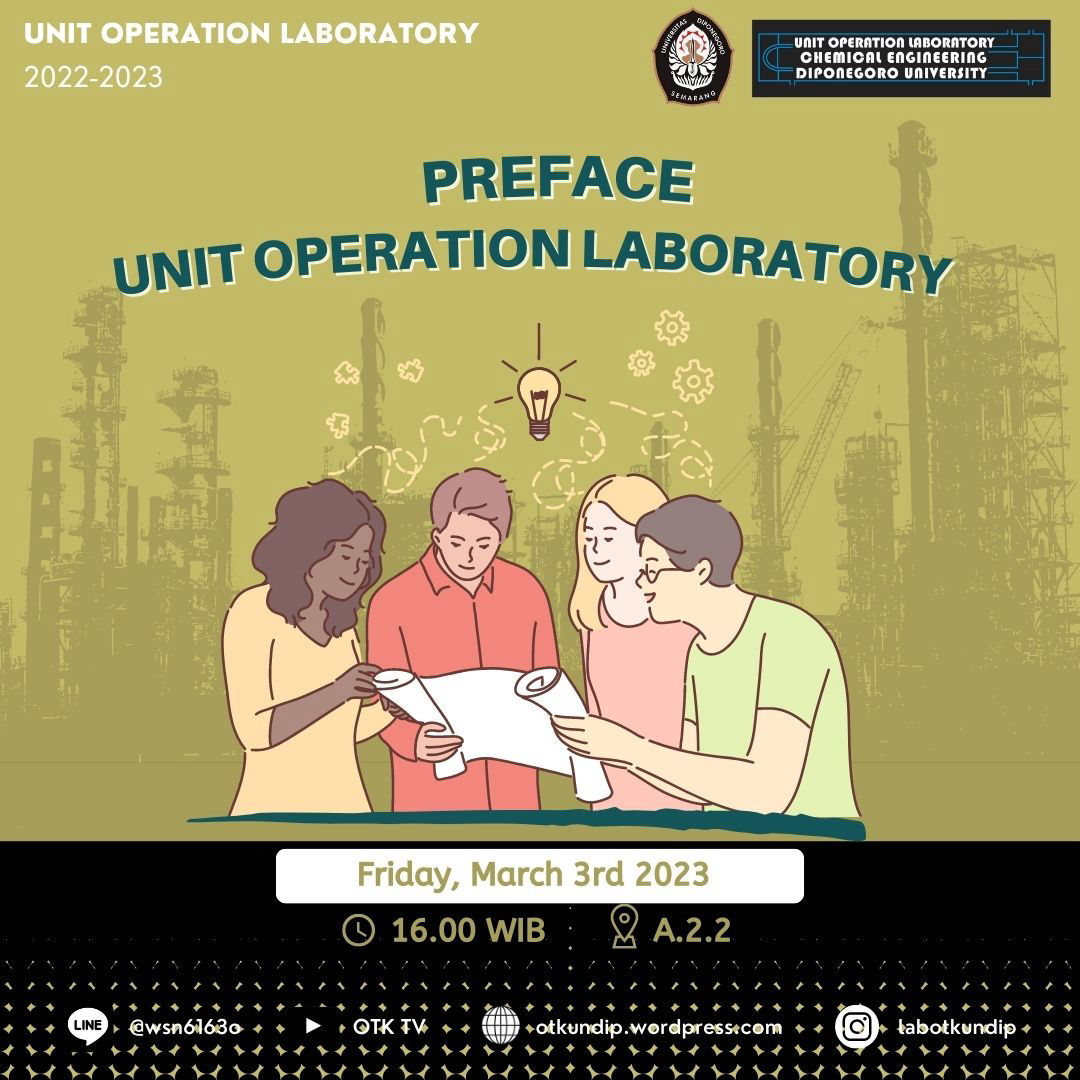 UNIT OPERATION LABORATORY
2022-2023
UNIVERSITAS DIPONEGORO
SEMARANG
UNIT OPERATION LABORATORY
CHEMICAL ENGINEERING
DIPONEGORO UNIVERSITY
PREFACE
UNIT OPERATION LABORATORY
Friday, March 3rd 2023
16.00 WIB
A.2.2
LINE
@wsn6163o
OTK TV
otkundip.wordpress.com
labotkundip